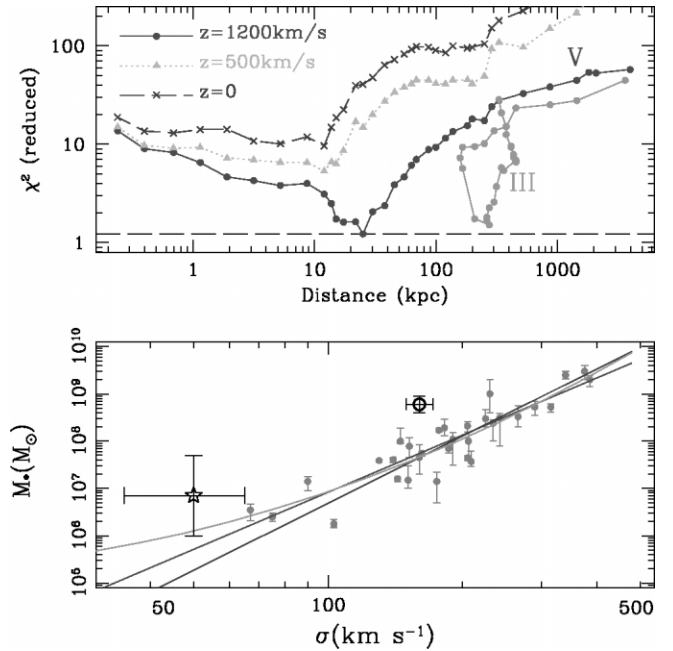 z=1200km/s
z=500km/s
z=0
V
III
χ² (reduced)
100
10
1
1
10
100
1000
Distance (kpc)
M•(M⊙)
10¹⁰
10⁹
10⁸
10⁷
10⁶
10⁵
50
100
200
500
σ(km s⁻¹)